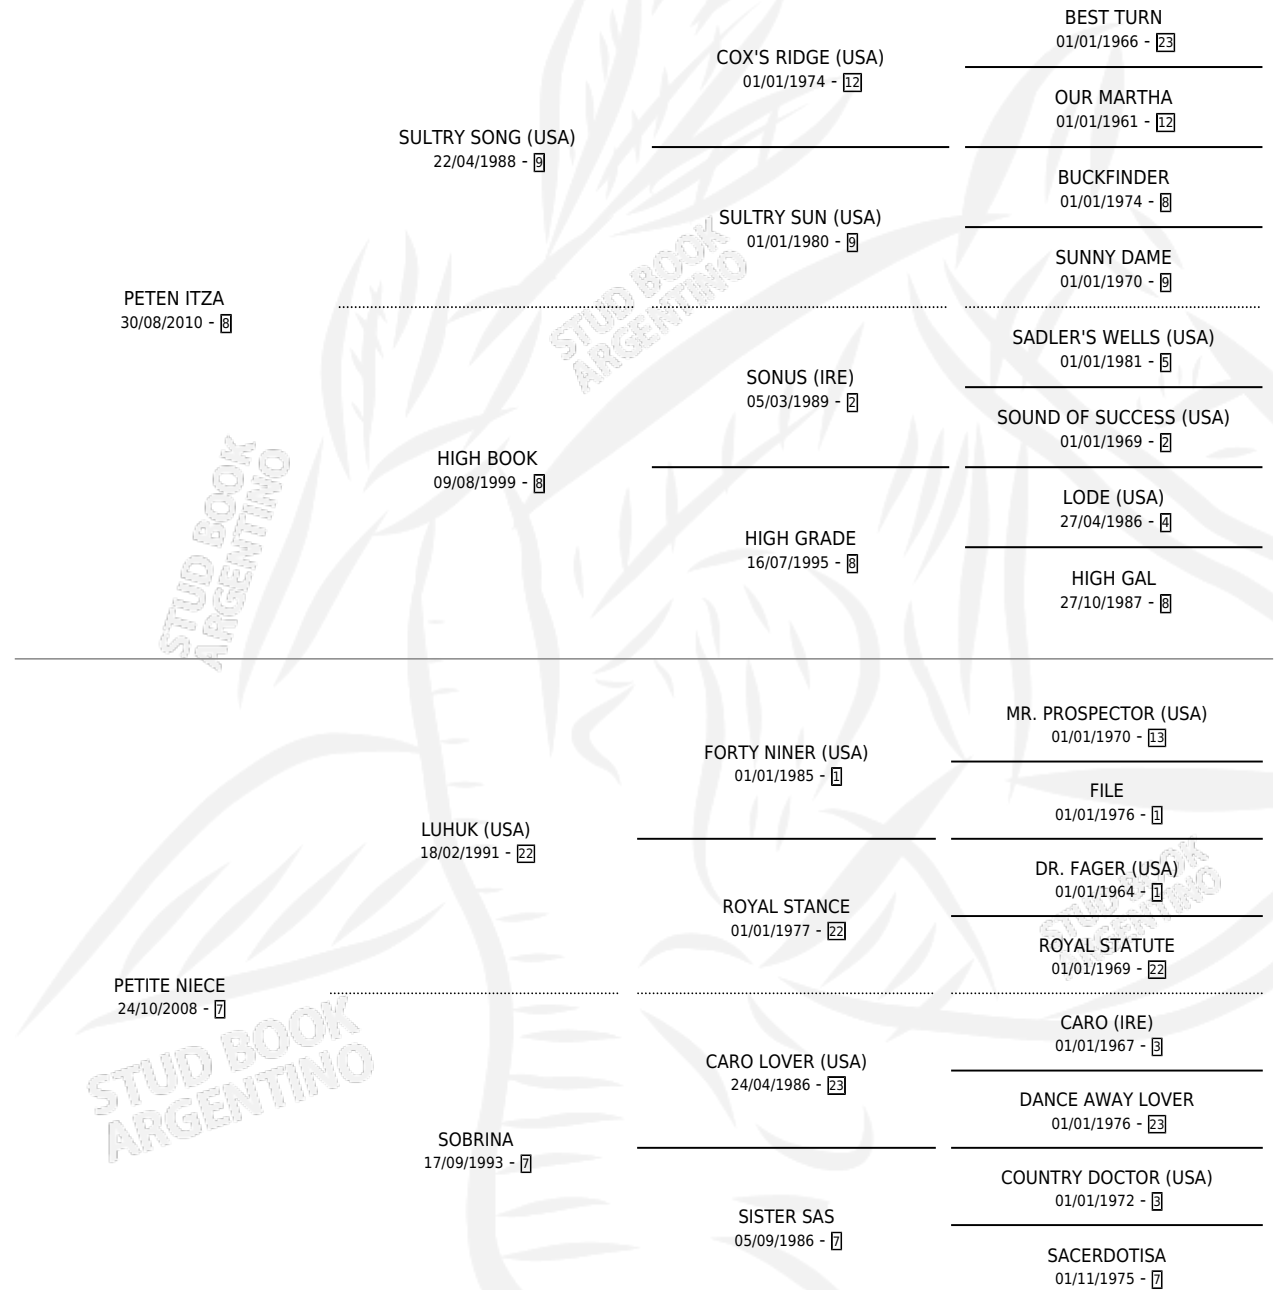 BEST TURN
01/01/1966 - 23
COX'S RIDGE (USA)
01/01/1974 - 12
OUR MARTHA
01/01/1961 - 12
SULTRY SONG (USA)
22/04/1988 - 9
BUCKFINDER
01/01/1974 - 8
SULTRY SUN (USA)
01/01/1980 - 9
SUNNY DAME
01/01/1970 - 9
PETEN ITZA
30/08/2010 - 8
SADLER'S WELLS (USA)
01/01/1981 - 5
SONUS (IRE)
05/03/1989 - 2
SOUND OF SUCCESS (USA)
01/01/1969 - 2
HIGH BOOK
09/08/1999 - 8
LODE (USA)
27/04/1986 - 4
HIGH GRADE
16/07/1995 - 8
HIGH GAL
27/10/1987 - 8
MR. PROSPECTOR (USA)
01/01/1970 - 13
FORTY NINER (USA)
01/01/1985 - 1
FILE
01/01/1976 - 1
LUHUK (USA)
18/02/1991 - 22
DR. FAGER (USA)
01/01/1964 - 1
ROYAL STANCE
01/01/1977 - 22
ROYAL STATUTE
01/01/1969 - 22
PETITE NIECE
24/10/2008 - 7
CARO (IRE)
01/01/1967 - 3
CARO LOVER (USA)
24/04/1986 - 23
DANCE AWAY LOVER
01/01/1976 - 23
SOBRINA
17/09/1993 - 7
COUNTRY DOCTOR (USA)
01/01/1972 - 3
SISTER SAS
05/09/1986 - 7
SACERDOTISA
01/11/1975 - 7
STUD BOOK
ARGENTINO
STUD BOOK
ARGENTINO
STUD BOOK
ARGENTINO
STUD BOOK
ARGENTINO